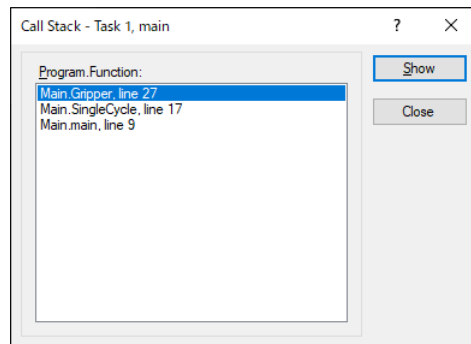 Call Stack - Task 1, main
?
Program.Function:
Main.Gripper, line 27
Main.SingleCycle, line 17
Main.main, line 9
Show
Close